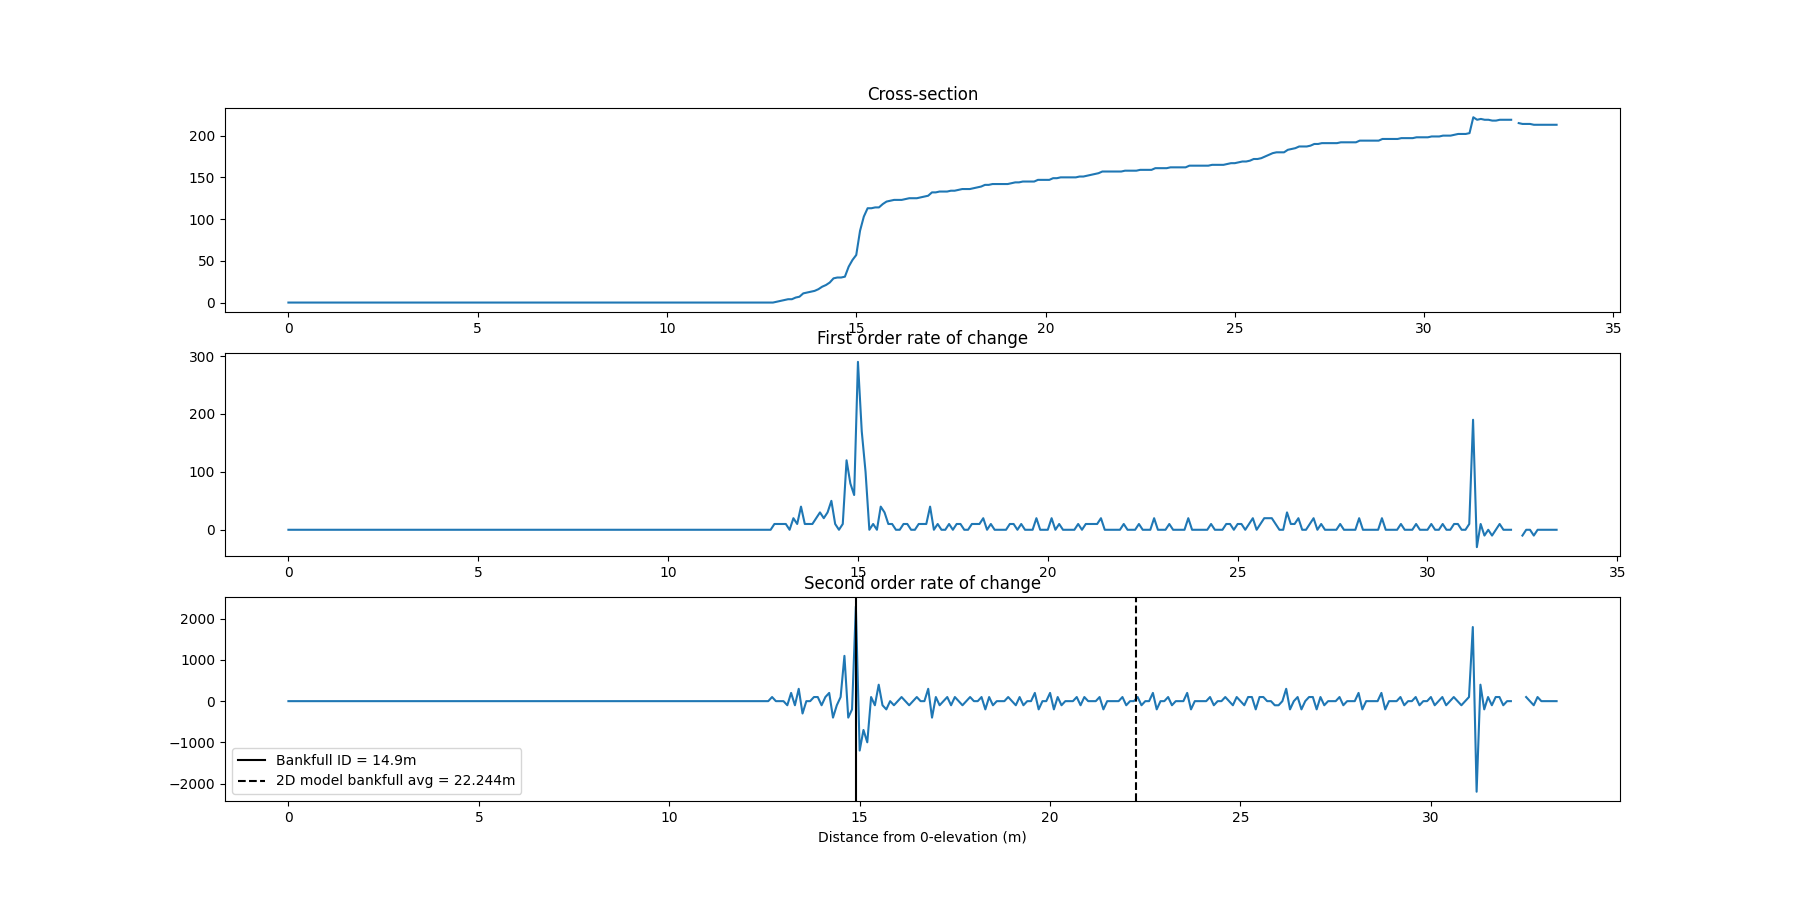 Cross-section
200
150
100
50
0
0 5 10 15 20 25 30 35
First order rate of change
300
200
100
0
0 5 10 15 20 25 30 35
Second order rate of change
2000
1000
0
−1000
−2000
Bankfull ID = 14.9m
2D model bankfull avg = 22.244m
0 5 10 15 20 25 30
Distance from 0-elevation (m)